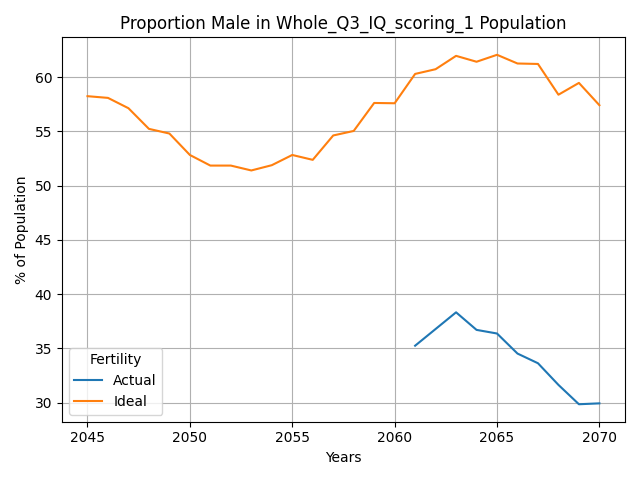 Proportion Male in Whole_Q3_IQ_scoring_1 Population
% of Population
60
55
50
45
40
35
30
Fertility
Actual
Ideal
2045
2050
2055
2060
2065
2070
Years